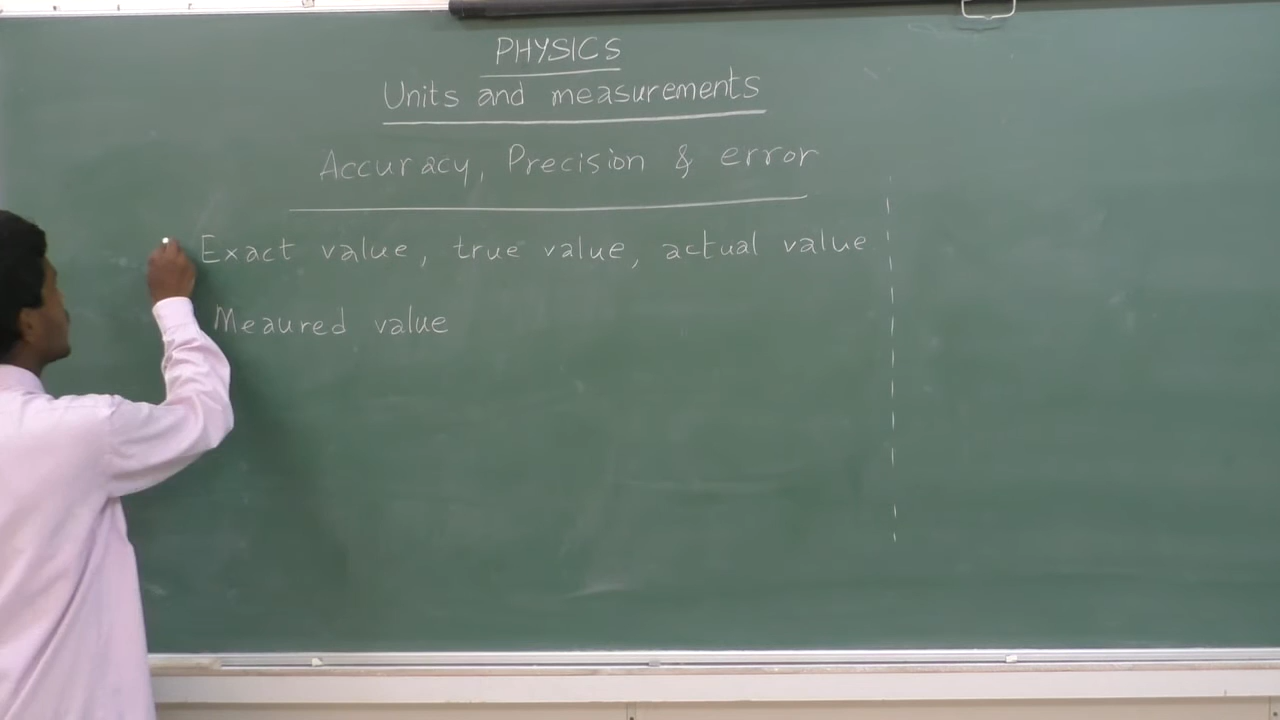 PHYSICS
Units and measurements
Accuracy, Precision & error
Exact value, true value, actual value
Meaured value